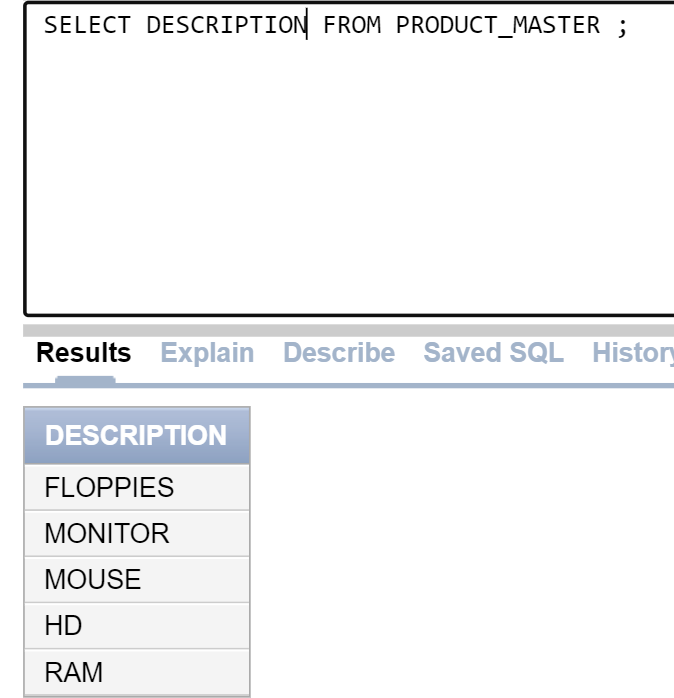 SELECT DESCRIPTION FROM PRODUCT_MASTER ;
Results Explain Describe Saved SQL History
DESCRIPTION
FLOPPIES
MONITOR
MOUSE
HD
RAM